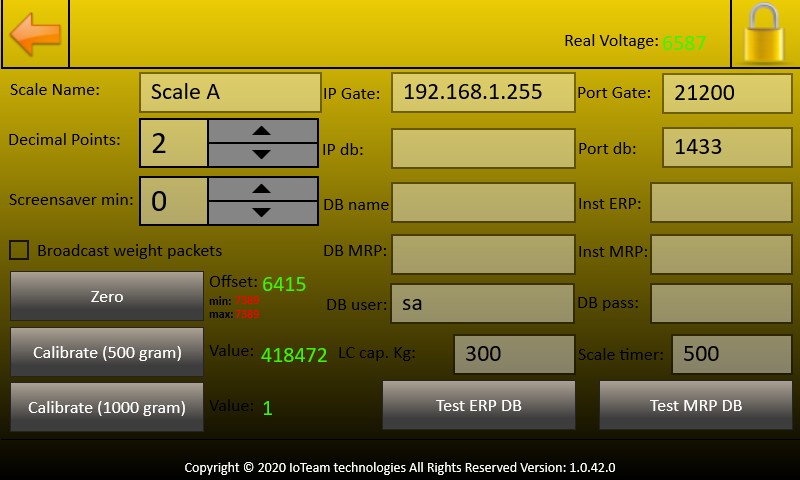 Real Voltage: 6587
Scale Name: Scale A IP Gate: 192.168.1.255 Port Gate: 21200
Decimal Points: 2 IP db: Port db: 1433
Screensaver min: 0 DB name Inst ERP:
Broadcast weight packets DB MRP: Inst MRP:
Zero Offset: 6415
min:
max:
DB user: sa DB pass:
Calibrate (500 gram) Value: 418472 LC cap. Kg: 300 Scale timer: 500
Calibrate (1000 gram) Value: 1 Test ERP DB Test MRP DB
Copyright © 2020 IoTeam technologies All Rights Reserved Version: 1.0.42.0